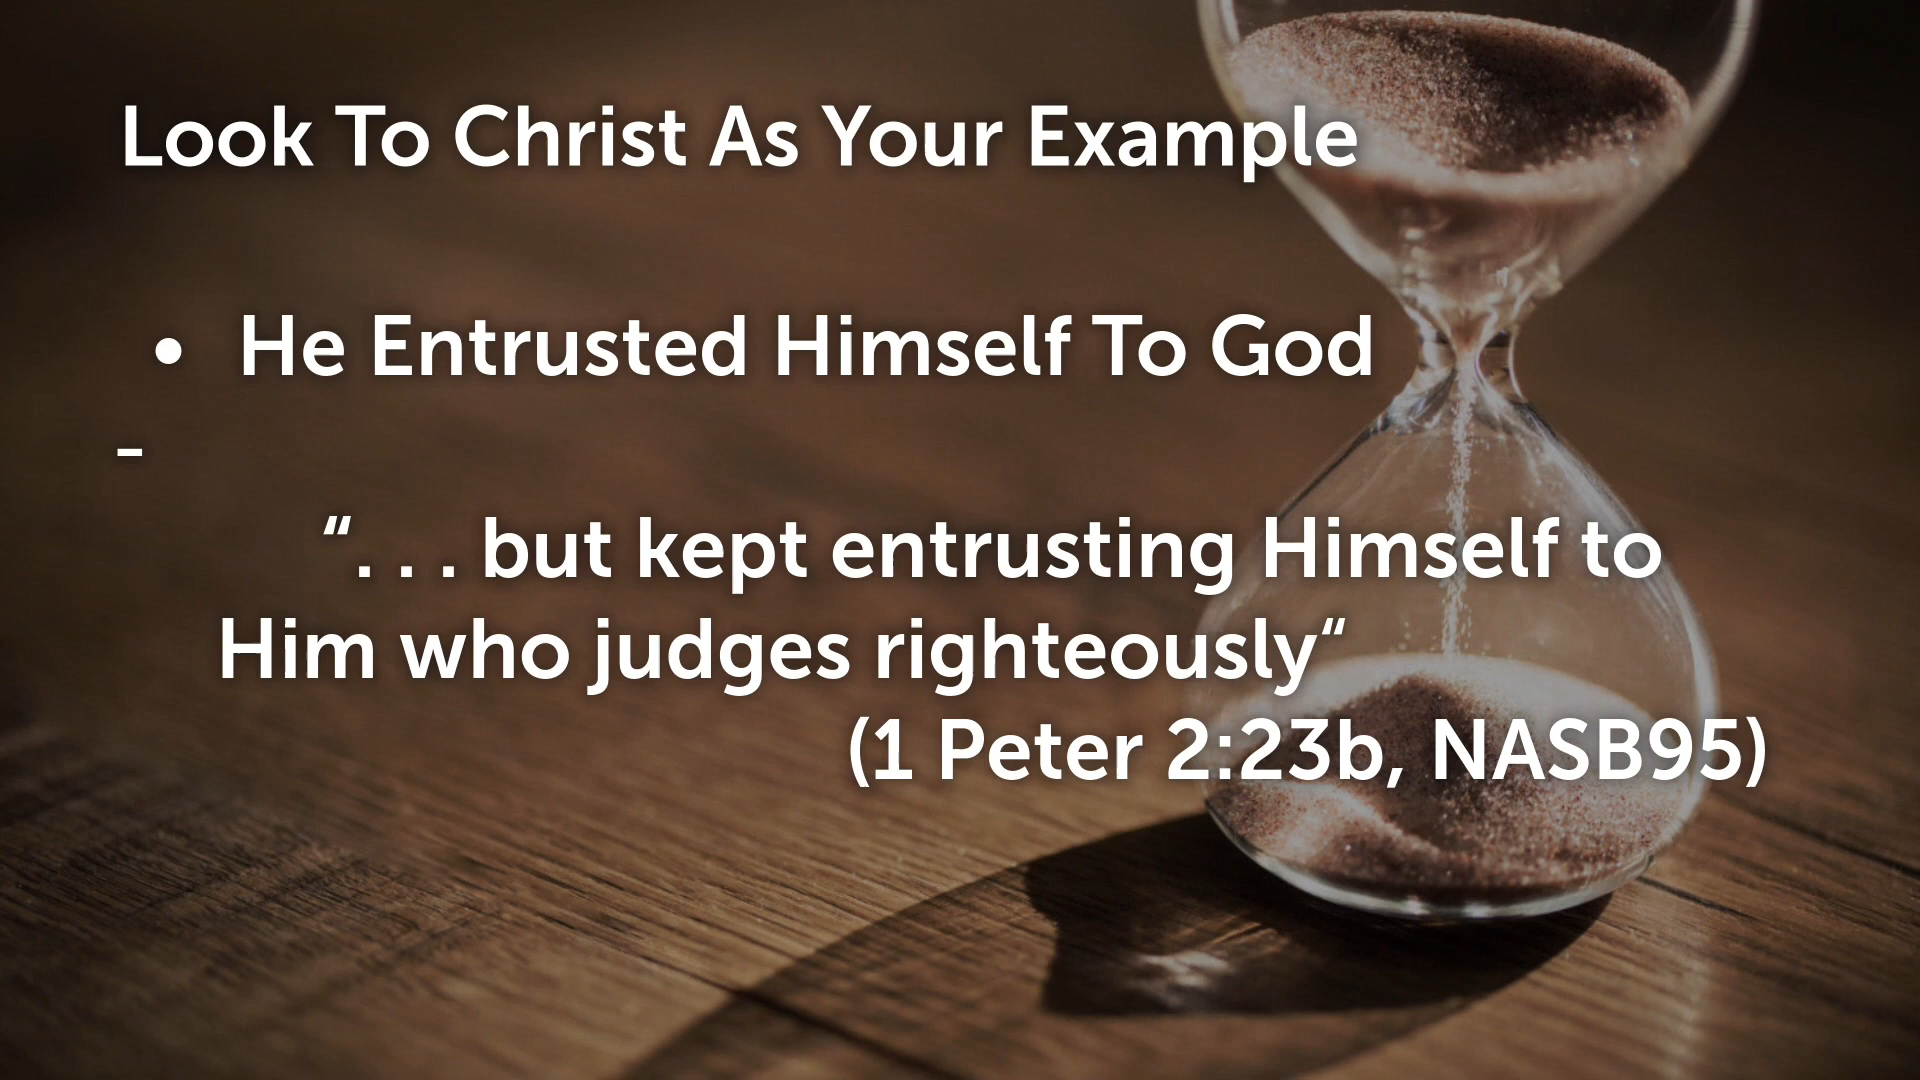 Look To Christ As Your Example
• He Entrusted Himself To God
-
“. . . but kept entrusting Himself to
Him who judges righteously“
(1 Peter 2:23b, NASB95)